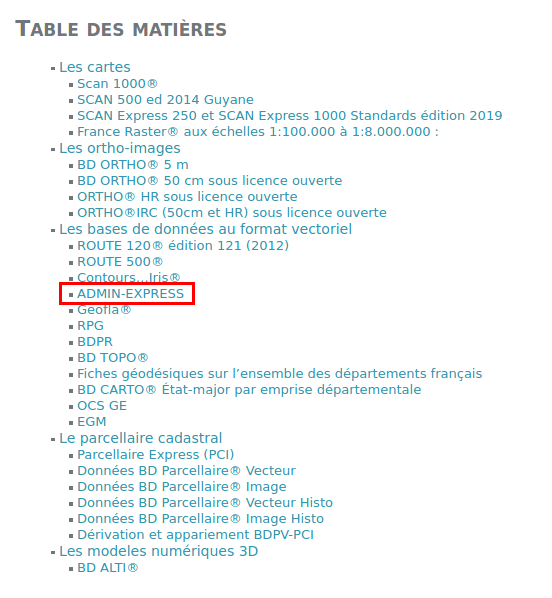 TABLE DES MATIÈRES
Les cartes
Scan 1000®
SCAN 500 ed 2014 Guyane
SCAN Express 250 et SCAN Express 1000 Standards édition 2019
France Raster® aux échelles 1:100.000 à 1:8.000.000 :
Les ortho-images
BD ORTHO® 5 m
BD ORTHO® 50 cm sous licence ouverte
ORTHO® HR sous licence ouverte
ORTHO®IRC (50cm et HR) sous licence ouverte
Les bases de données au format vectoriel
ROUTE 120® édition 121 (2012)
ROUTE 500®
Contours...Iris®
ADMIN-EXPRESS
Geofla®
RPG
BDPR
BD TOPO®
Fiches géodésiques sur l’ensemble des départements français
BD CARTO® État-major par emprise départementale
OCS GE
EGM
Le parcellaire cadastral
Parcellaire Express (PCI)
Données BD Parcellaire® Vecteur
Données BD Parcellaire® Image
Données BD Parcellaire® Vecteur Histo
Données BD Parcellaire® Image Histo
Dérivation et appariement BDPV-PCI
Les modeles numériques 3D
BD ALTI®